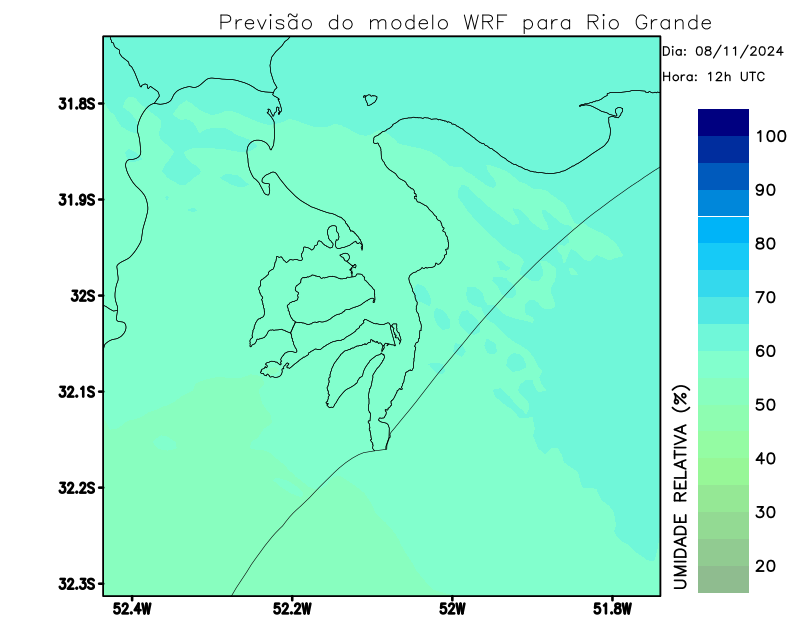 Previsão do modelo WRF para Rio Grande
Dia: 08/11/2024
Hora: 12h UTC
31.8S
31.9S
32S
32.1S
32.2S
32.3S
52.4W
52.2W
52W
51.8W
100
90
80
70
60
50
40
30
20
UMIDADE RELATIVA (%)